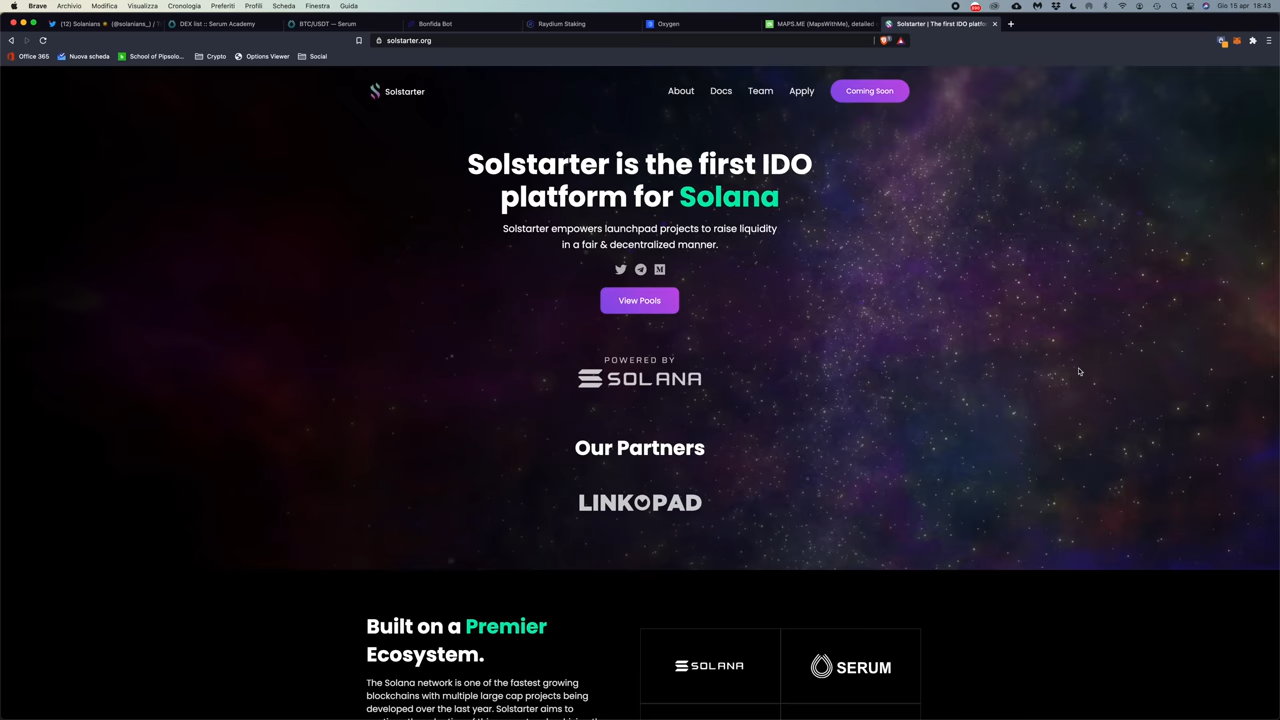 Brave Archivio Modifica Visualizza Cronologia Preferiti Profili Scheda Finestra Guida
Gio 15 apr 18:43
(12) Solanians ☀ (@solanians_) / T
DEX list :: Serum Academy
BTC/USDT — Serum
Bonfida Bot
Raydium Staking
Oxygen
MAPS.ME (MapsWithMe), detailed
Solstarter | The first IDO platfo
solstarter.org
Office 365
Nuova scheda
School of Pipsolo...
Crypto
Options Viewer
Social
Solstarter
About
Docs
Team
Apply
Coming Soon
Solstarter is the first IDO
platform for Solana
Solstarter empowers launchpad projects to raise liquidity
in a fair & decentralized manner.
View Pools
POWERED BY
SOLANA
Our Partners
LINKPAD
Built on a Premier
Ecosystem.
The Solana network is one of the fastest growing
blockchains with multiple large cap projects being
developed over the last year. Solstarter aims to
SOLANA
SERUM